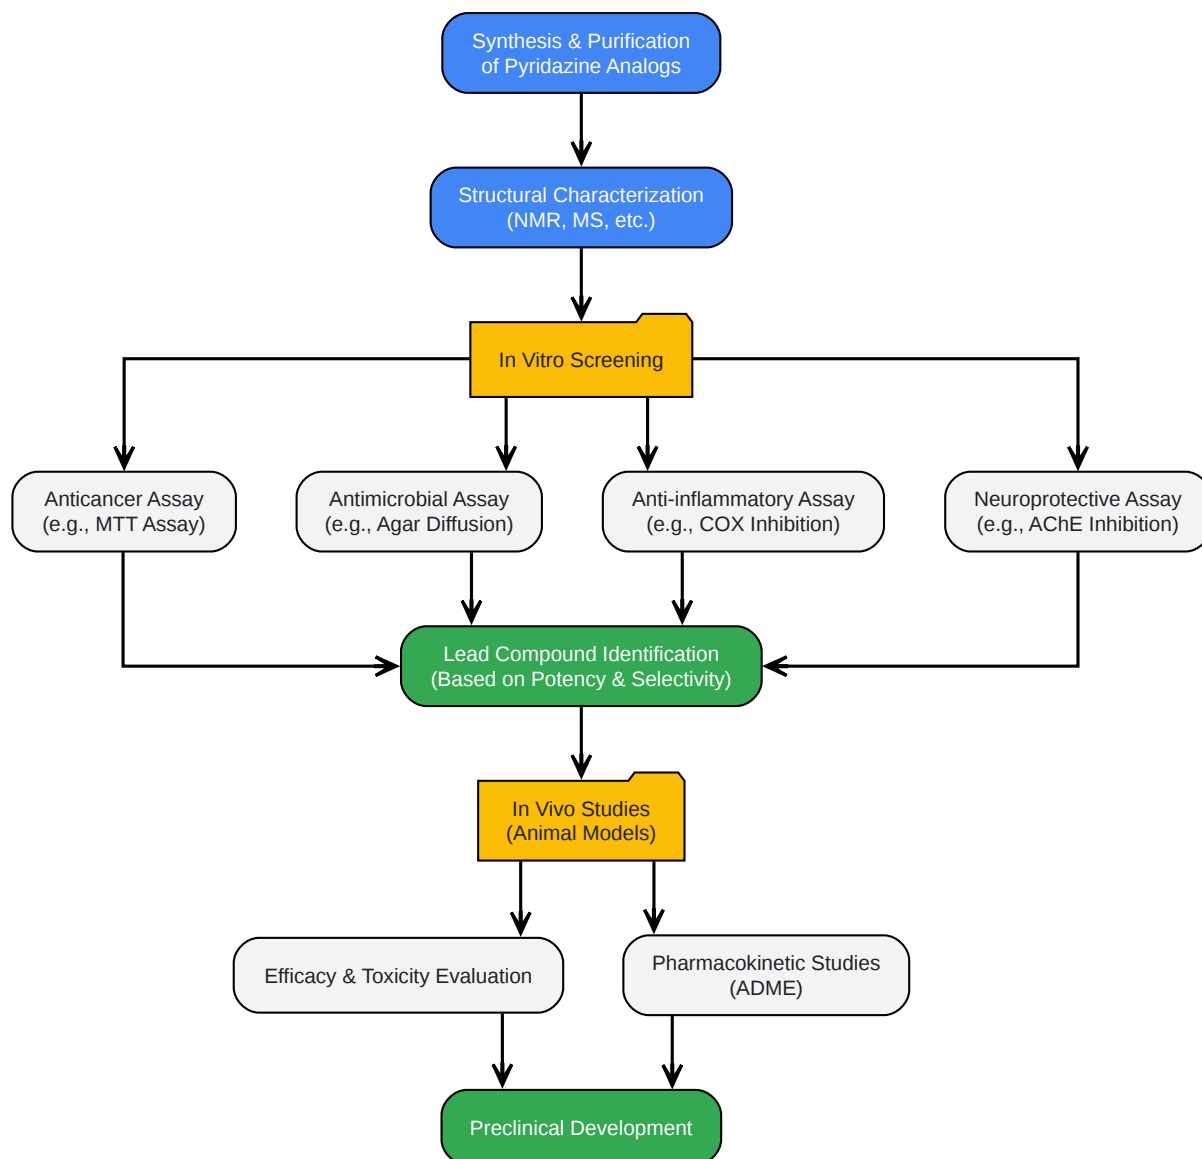 Synthesis & Purification
of Pyridazine Analogs
Structural Characterization
(NMR, MS, etc.)
In Vitro Screening
Anticancer Assay
(e.g., MTT Assay)
Antimicrobial Assay
(e.g., Agar Diffusion)
Anti-inflammatory Assay
(e.g., COX Inhibition)
Neuroprotective Assay
(e.g., AChE Inhibition)
Lead Compound Identification
(Based on Potency & Selectivity)
In Vivo Studies
(Animal Models)
Efficacy & Toxicity Evaluation
Pharmacokinetic Studies
(ADME)
Preclinical Development